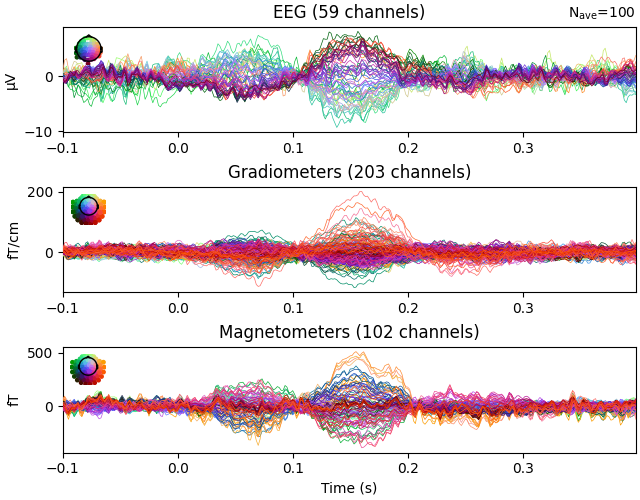 EEG (59 channels)
Nave=100
µV
0
−10
−0.1 0.0 0.1 0.2 0.3
Gradiometers (203 channels)
fT/cm
200
0
−0.1 0.0 0.1 0.2 0.3
Magnetometers (102 channels)
fT
500
0
−0.1 0.0 0.1 0.2 0.3
Time (s)